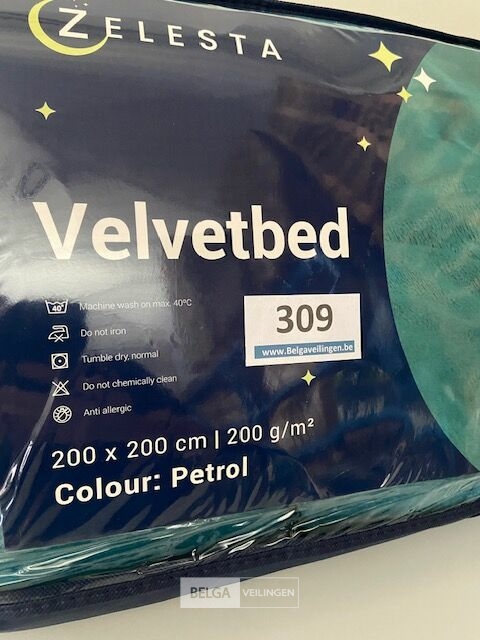 ZELESTA
Velvetbed
40°
Machine wash on max. 40ºC
Do not iron
Tumble dry, normal
Do not chemically clean
Anti allergic
309
www.Belgaveilingen.be
200 x 200 cm | 200 g/m²
Colour: Petrol
BELGA VEILINGEN